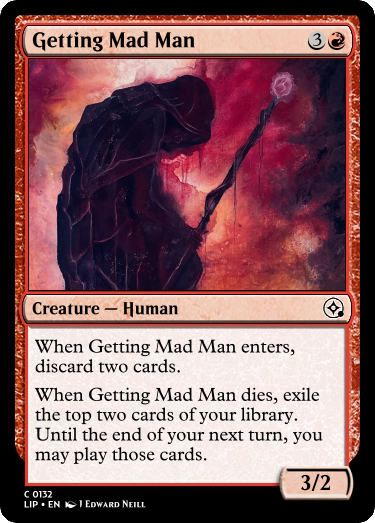 Getting Mad Man 3
Creature — Human
When Getting Mad Man enters,
discard two cards.
When Getting Mad Man dies, exile
the top two cards of your library.
Until the end of your next turn, you
may play those cards.
3/2
C 0132
LIP • EN J Edward Neill